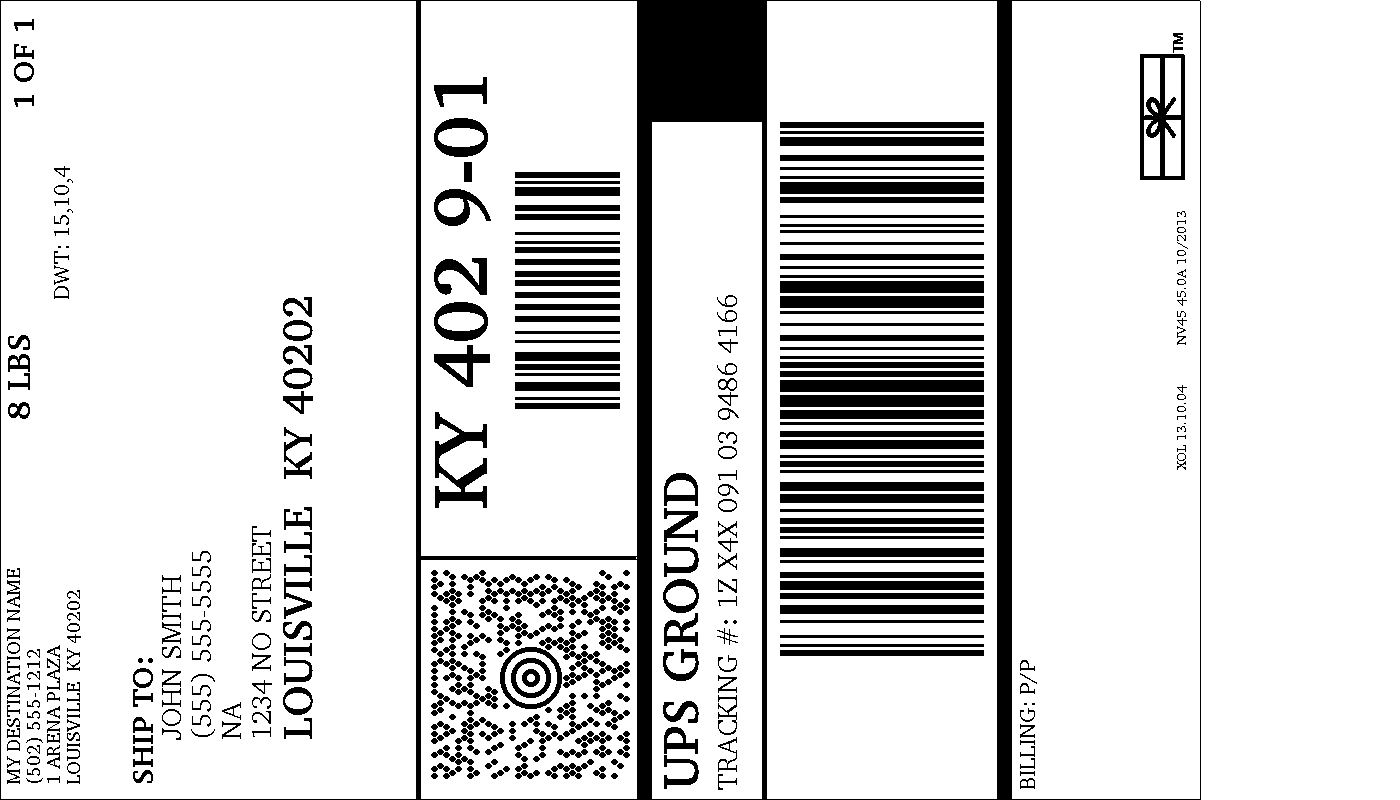 MY DESTINATION NAME
(502) 555-1212
1 ARENA PLAZA
LOUISVILLE KY 40202
8 LBS
1 OF 1
DWT: 15,10,4
SHIP TO:
JOHN SMITH
(555) 555-5555
NA
1234 NO STREET
LOUISVILLE KY 40202
KY 402 9-01
UPS GROUND
TRACKING #: 1Z X4X 091 03 9486 4166
BILLING: P/P
XOL 13.10.04 NV45 45.0A 10/2013
TM